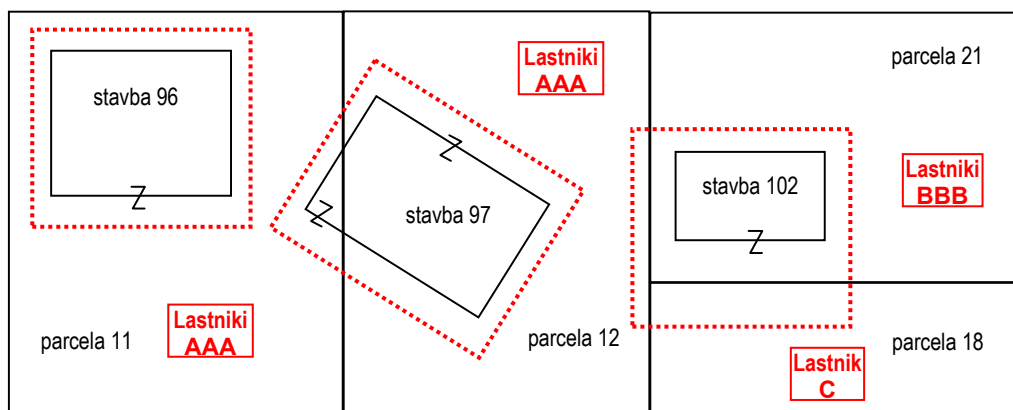 stavba 96
Lastniki
AAA
parcela 21
stavba 97
stavba 102
Lastniki
BBB
parcela 11
Lastniki
AAA
parcela 12
parcela 18
Lastnik
C